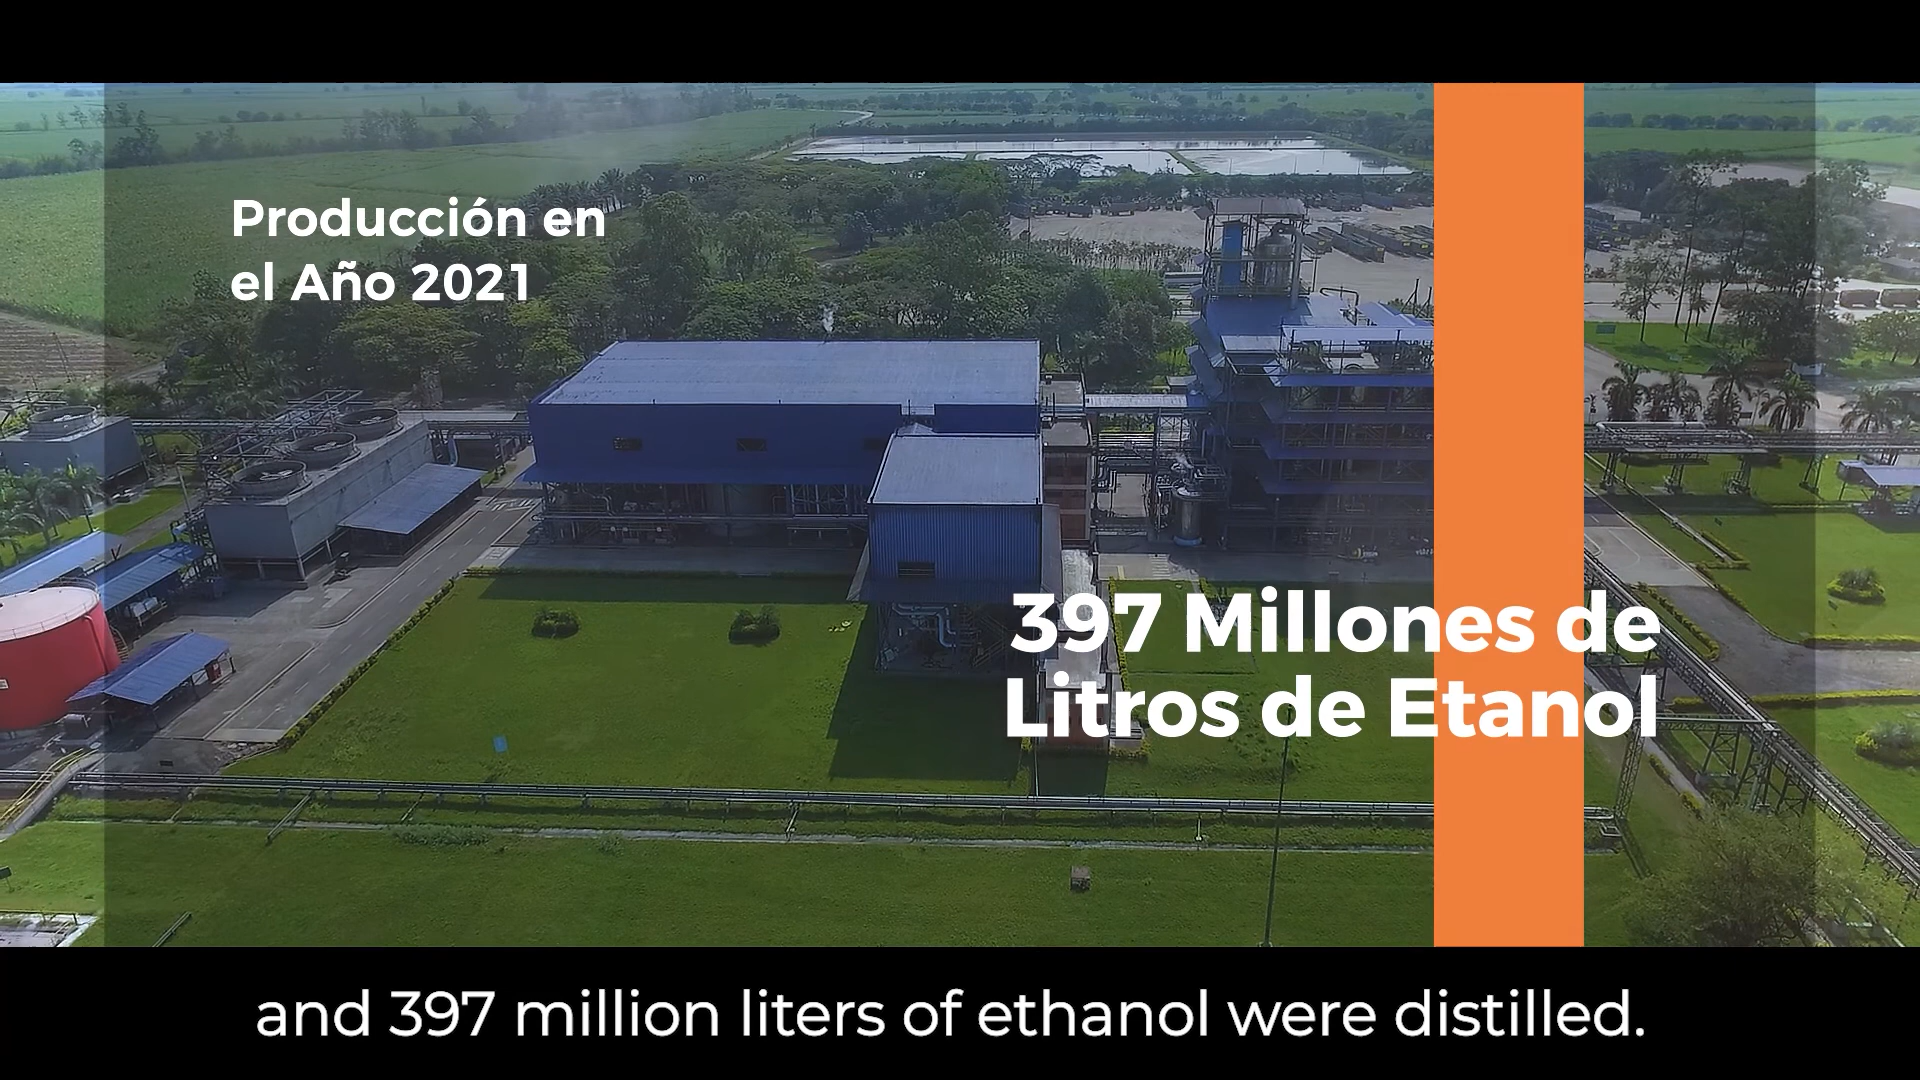 Producción en
el Año 2021
397 Millones de
Litros de Etanol
and 397 million liters of ethanol were distilled.